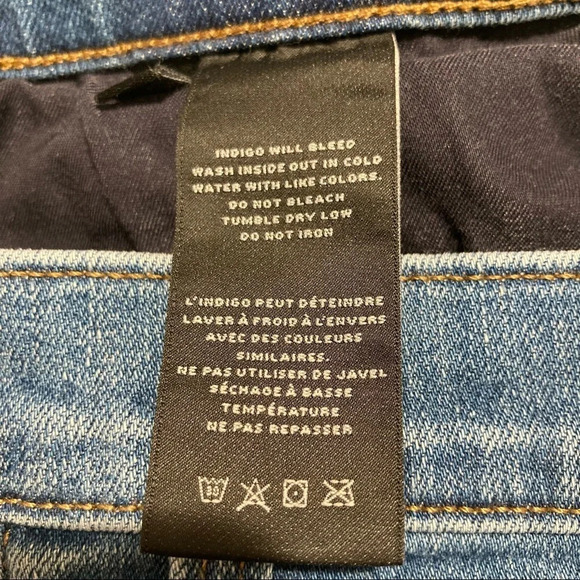 INDIGO WILL BLEED
WASH INSIDE OUT IN COLD
WATER WITH LIKE COLORS.
DO NOT BLEACH
TUMBLE DRY LOW
DO NOT IRON
L'INDIGO PEUT DÉTEINDRE
LAVER À FROID À L'ENVERS
AVEC DES COULEURS
SIMILAIRES.
NE PAS UTILISER DE JAVEL
SÉCHAGE À BASSE
TEMPÉRATURE
NE PAS REPASSER
30